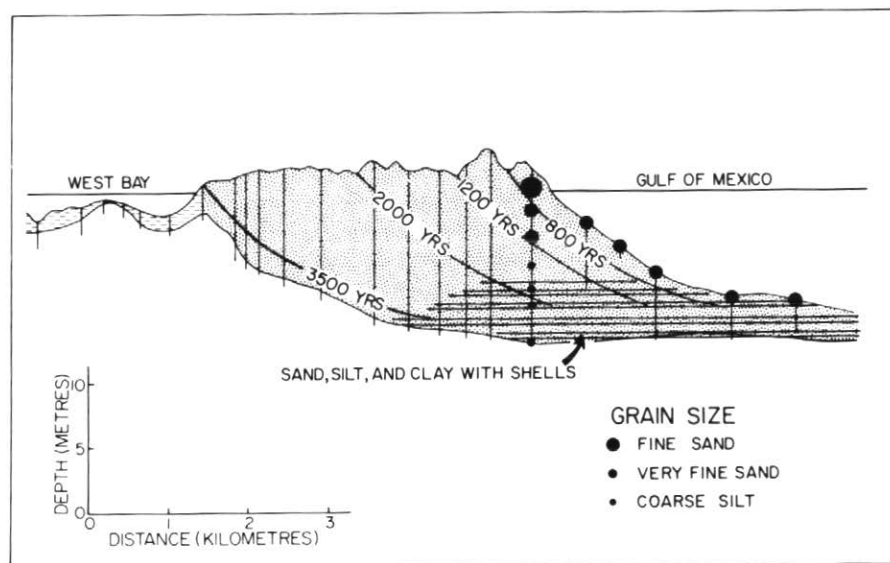 WEST BAY
GULF OF MEXICO
3500 YRS
2000 YRS
1200 YRS
800 YRS
SAND, SILT, AND CLAY WITH SHELLS
DEPTH (METRES)
10
5
0
0 1 2 3
DISTANCE (KILOMETRES)
GRAIN SIZE
FINE SAND
VERY FINE SAND
COARSE SILT